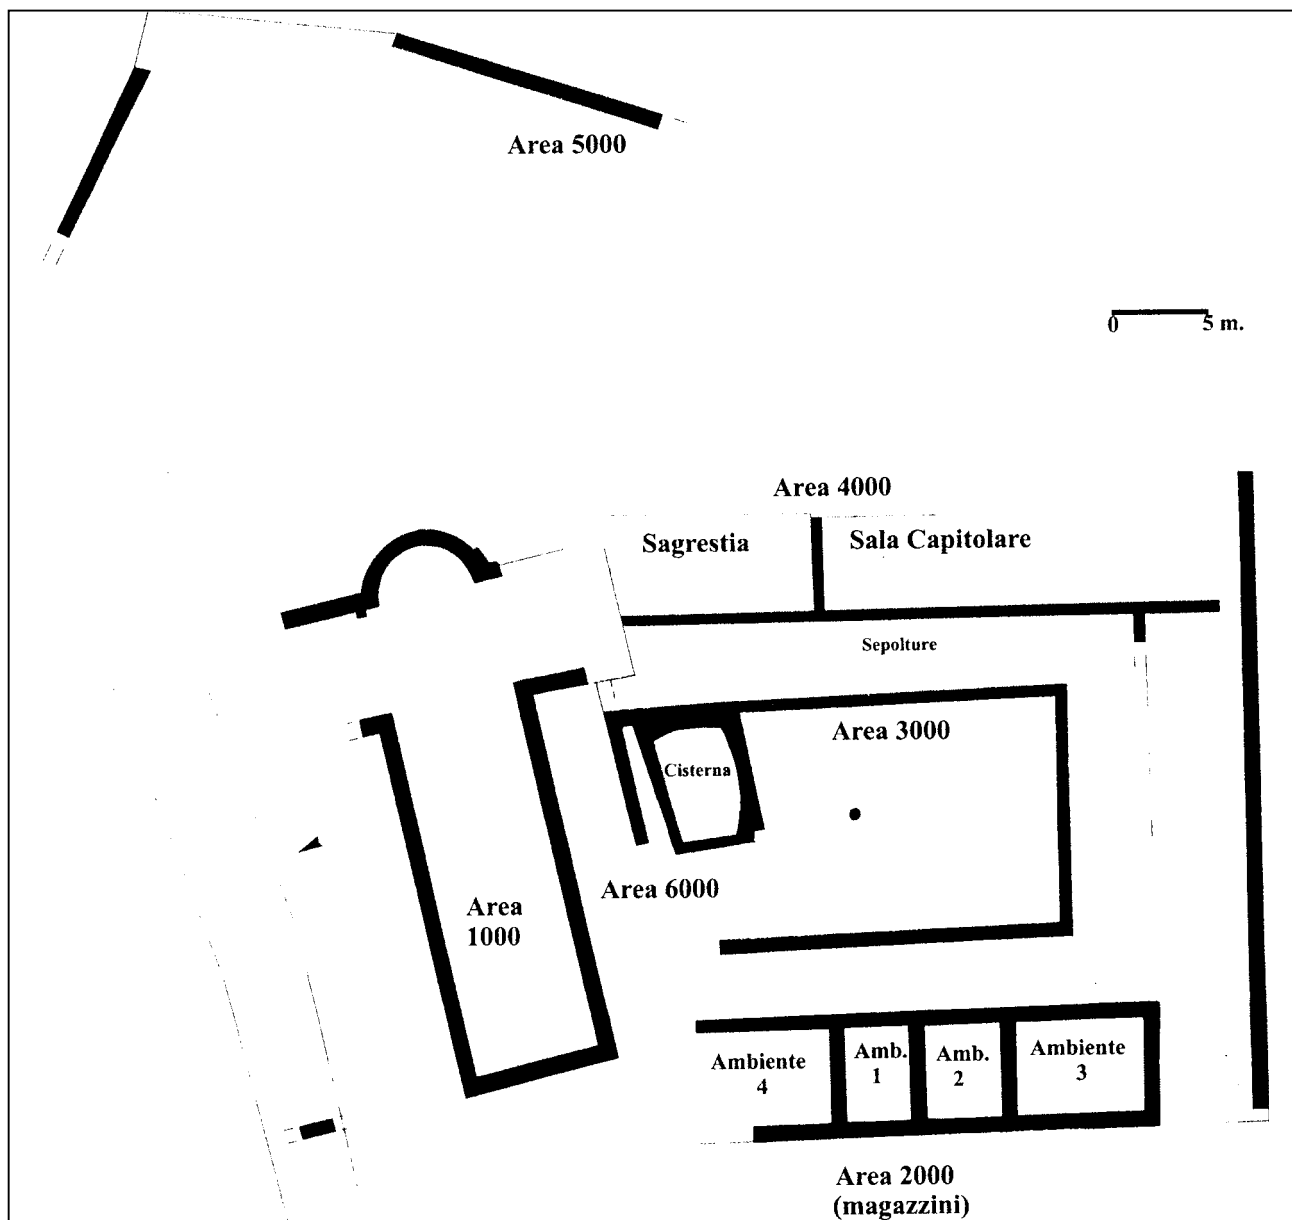 Area 5000
0 5 m.
Area 4000
Sagrestia
Sala Capitolare
Sepolture
Area 3000
Cisterna
Area 6000
Area
1000
Ambiente
4
Amb.
1
Amb.
2
Ambiente
3
Area 2000
(magazzini)